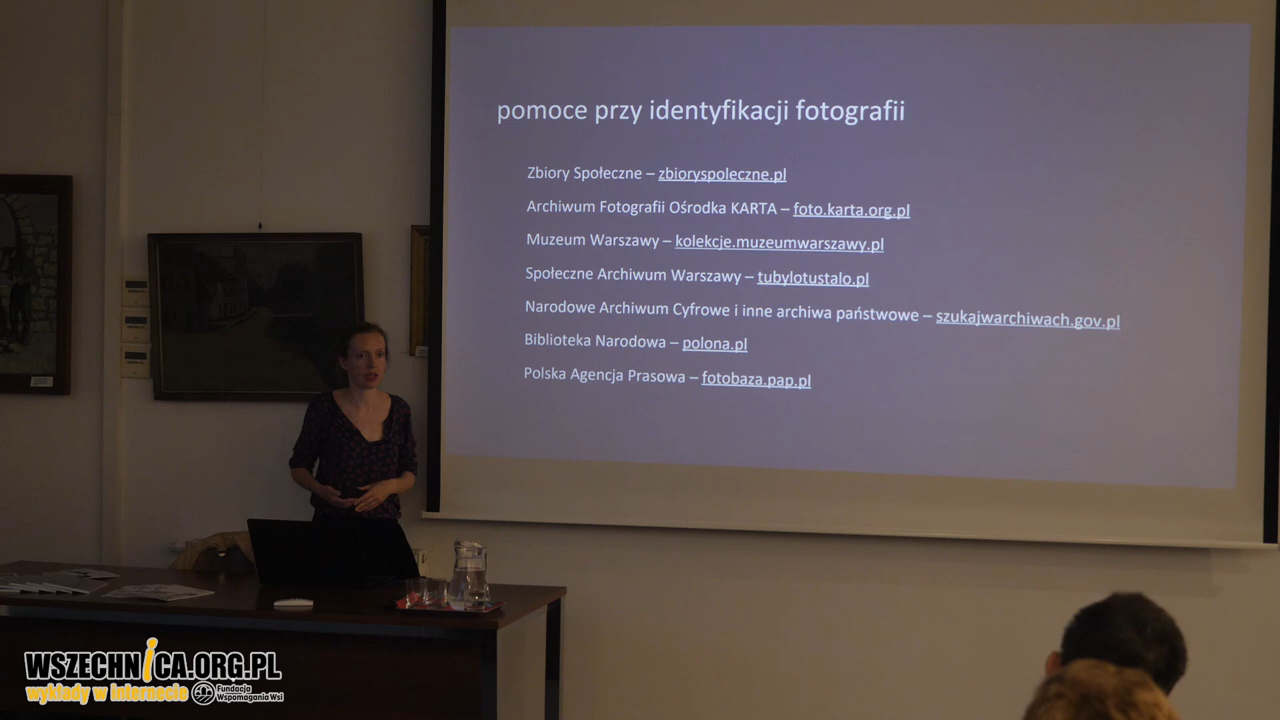 pomoce przy identyfikacji fotografii
Zbiory Społeczne – zbioryspoleczne.pl
Archiwum Fotografii Ośrodka KARTA – foto.karta.org.pl
Muzeum Warszawy – kolekcje.muzeumwarszawy.pl
Społeczne Archiwum Warszawy – tubylotustalo.pl
Narodowe Archiwum Cyfrowe i inne archiwa państwowe – szukajwarchiwach.gov.pl
Biblioteka Narodowa – polona.pl
Polska Agencja Prasowa – fotobaza.pap.pl
WSZECHNiCA.ORG.PL
wykłady w internecie
Fundacja
Wspomagania Wsi